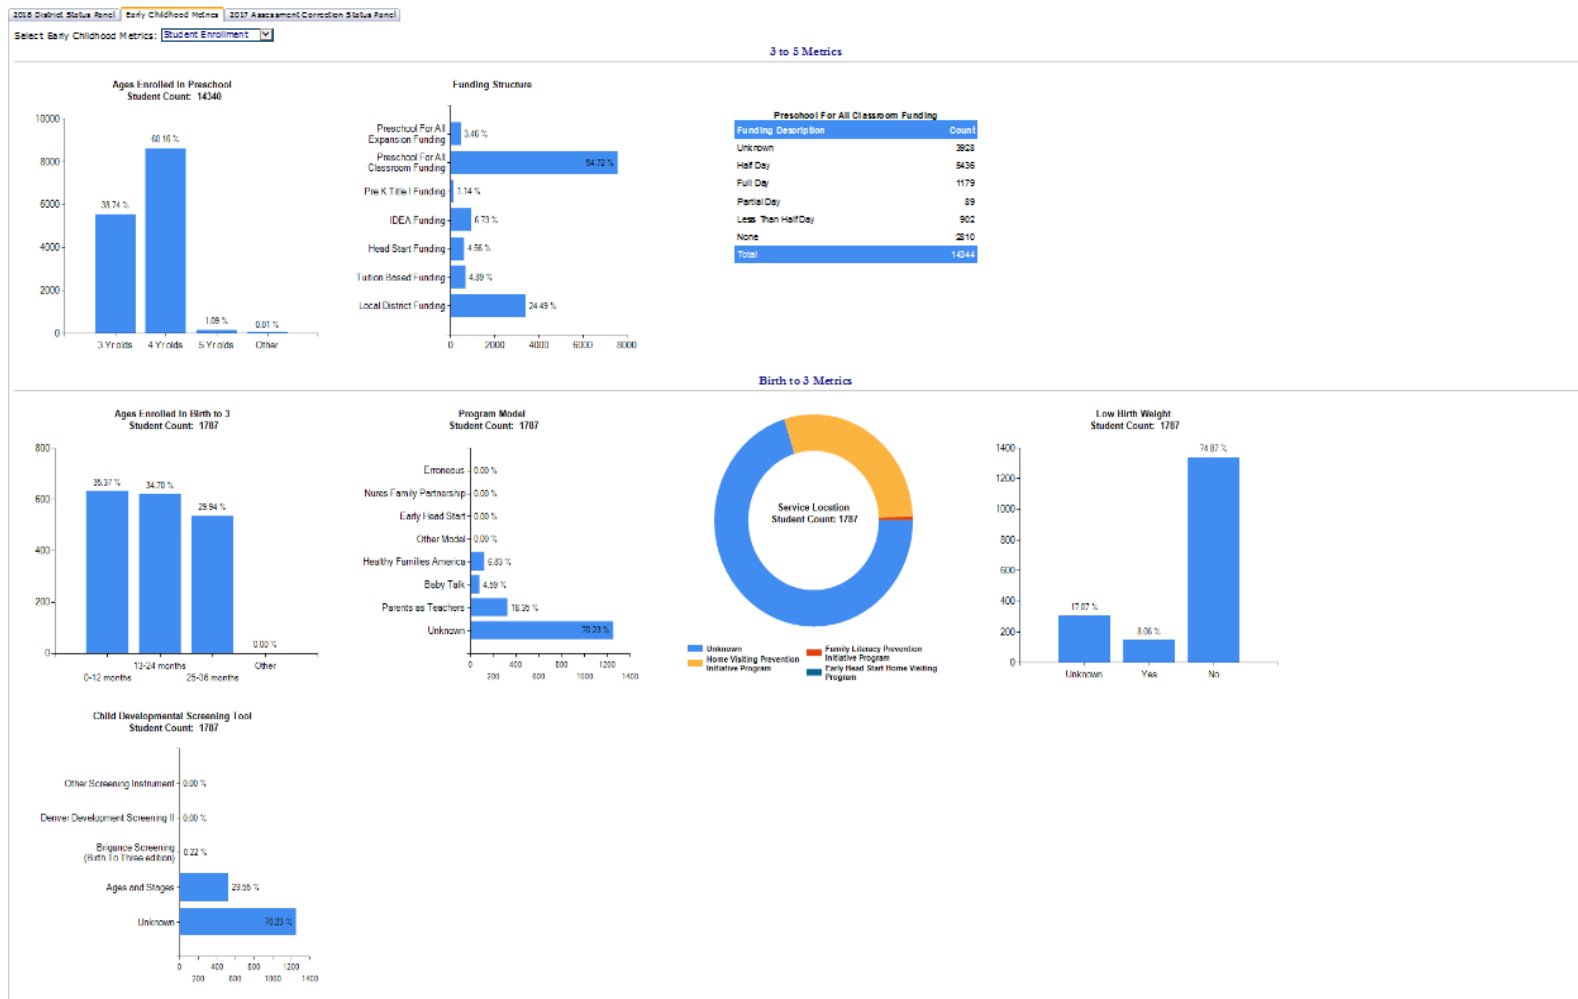 2018 District Status Panel
Early Childhood Metrics
2017 Assessment Correction Status Panel
Select Early Childhood Metrics: Student Enrollment
3 to 5 Metrics
Ages Enrolled In Preschool
Student Count: 14340
10000
8000
6000
4000
2000
0
38.74 %
60.16 %
1.09 %
0.01 %
3 Yr olds
4 Yr olds
5 Yr olds
Other
Funding Structure
Preschool For All
Expansion Funding
3.46 %
Preschool For All
Classroom Funding
54.72 %
Pre K Title I Funding
1.14 %
IDEA Funding
6.73 %
Head Start Funding
4.56 %
Tuition Based Funding
4.89 %
Local District Funding
24.49 %
0
2000
4000
6000
8000
Preschool For All Classroom Funding
Funding Description Count
Unknown 3928
Half Day 5436
Full Day 1179
Partial Day 89
Less Than Half Day 902
None 2810
Total 14344
Birth to 3 Metrics
Ages Enrolled In Birth to 3
Student Count: 1787
800
600
400
200
0
35.37 %
34.70 %
29.94 %
0.00 %
0-12 months
13-24 months
25-36 months
Other
Program Model
Student Count: 1787
Erroneous 0.00 %
Nures Family Partnership 0.00 %
Early Head Start 0.00 %
Other Model 0.00 %
Healthy Families America 6.83 %
Baby Talk 4.59 %
Parents as Teachers 18.35 %
Unknown 70.23 %
0 400 800 1200
200 600 1000 1400
Service Location
Student Count: 1787
Unknown
Home Visiting Prevention
Initiative Program
Family Literacy Prevention
Initiative Program
Early Head Start Home Visiting
Program
Low Birth Weight
Student Count: 1787
1400
1200
1000
800
600
400
200
0
17.07 %
8.06 %
74.87 %
Unknown
Yes
No
Child Developmental Screening Tool
Student Count: 1787
Other Screening Instrument 0.00 %
Denver Development Screening II 0.00 %
Brigance Screening
(Birth To Three edition) 0.22 %
Ages and Stages 29.55 %
Unknown 70.23 %
0 400 800 1200
200 600 1000 1400